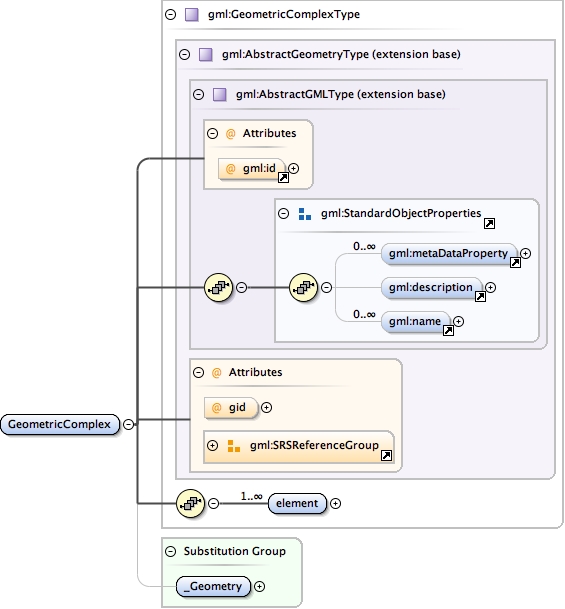 gml:GeometricComplexType
gml:AbstractGeometryType (extension base)
gml:AbstractGMLType (extension base)
@ Attributes
@ gml:id
gml:StandardObjectProperties
0..∞
gml:metaDataProperty
gml:description
0..∞
gml:name
@ Attributes
@ gid
gml:SRSReferenceGroup
GeometricComplex
1..∞
element
Substitution Group
_Geometry